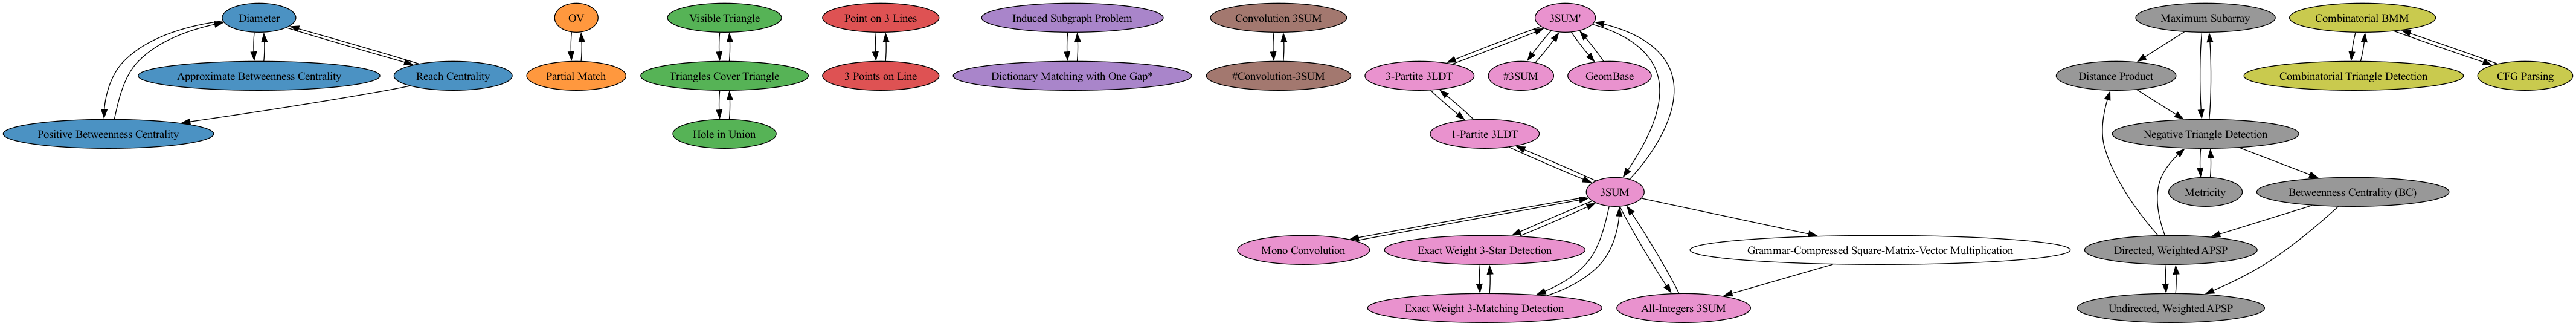 Diameter
OV
Visible Triangle
Point on 3 Lines
Induced Subgraph Problem
Convolution 3SUM
3SUM'
Maximum Subarray
Combinatorial BMM
Approximate Betweenness Centrality
Reach Centrality
Partial Match
Triangles Cover Triangle
3 Points on Line
Dictionary Matching with One Gap*
#Convolution-3SUM
3-Partite 3LDT
#3SUM
GeomBase
Distance Product
Combinatorial Triangle Detection
CFG Parsing
Positive Betweenness Centrality
Hole in Union
1-Partite 3LDT
Negative Triangle Detection
3SUM
Metricity
Betweenness Centrality (BC)
Mono Convolution
Exact Weight 3-Star Detection
Grammar-Compressed Square-Matrix-Vector Multiplication
Directed, Weighted APSP
Exact Weight 3-Matching Detection
All-Integers 3SUM
Undirected, Weighted APSP